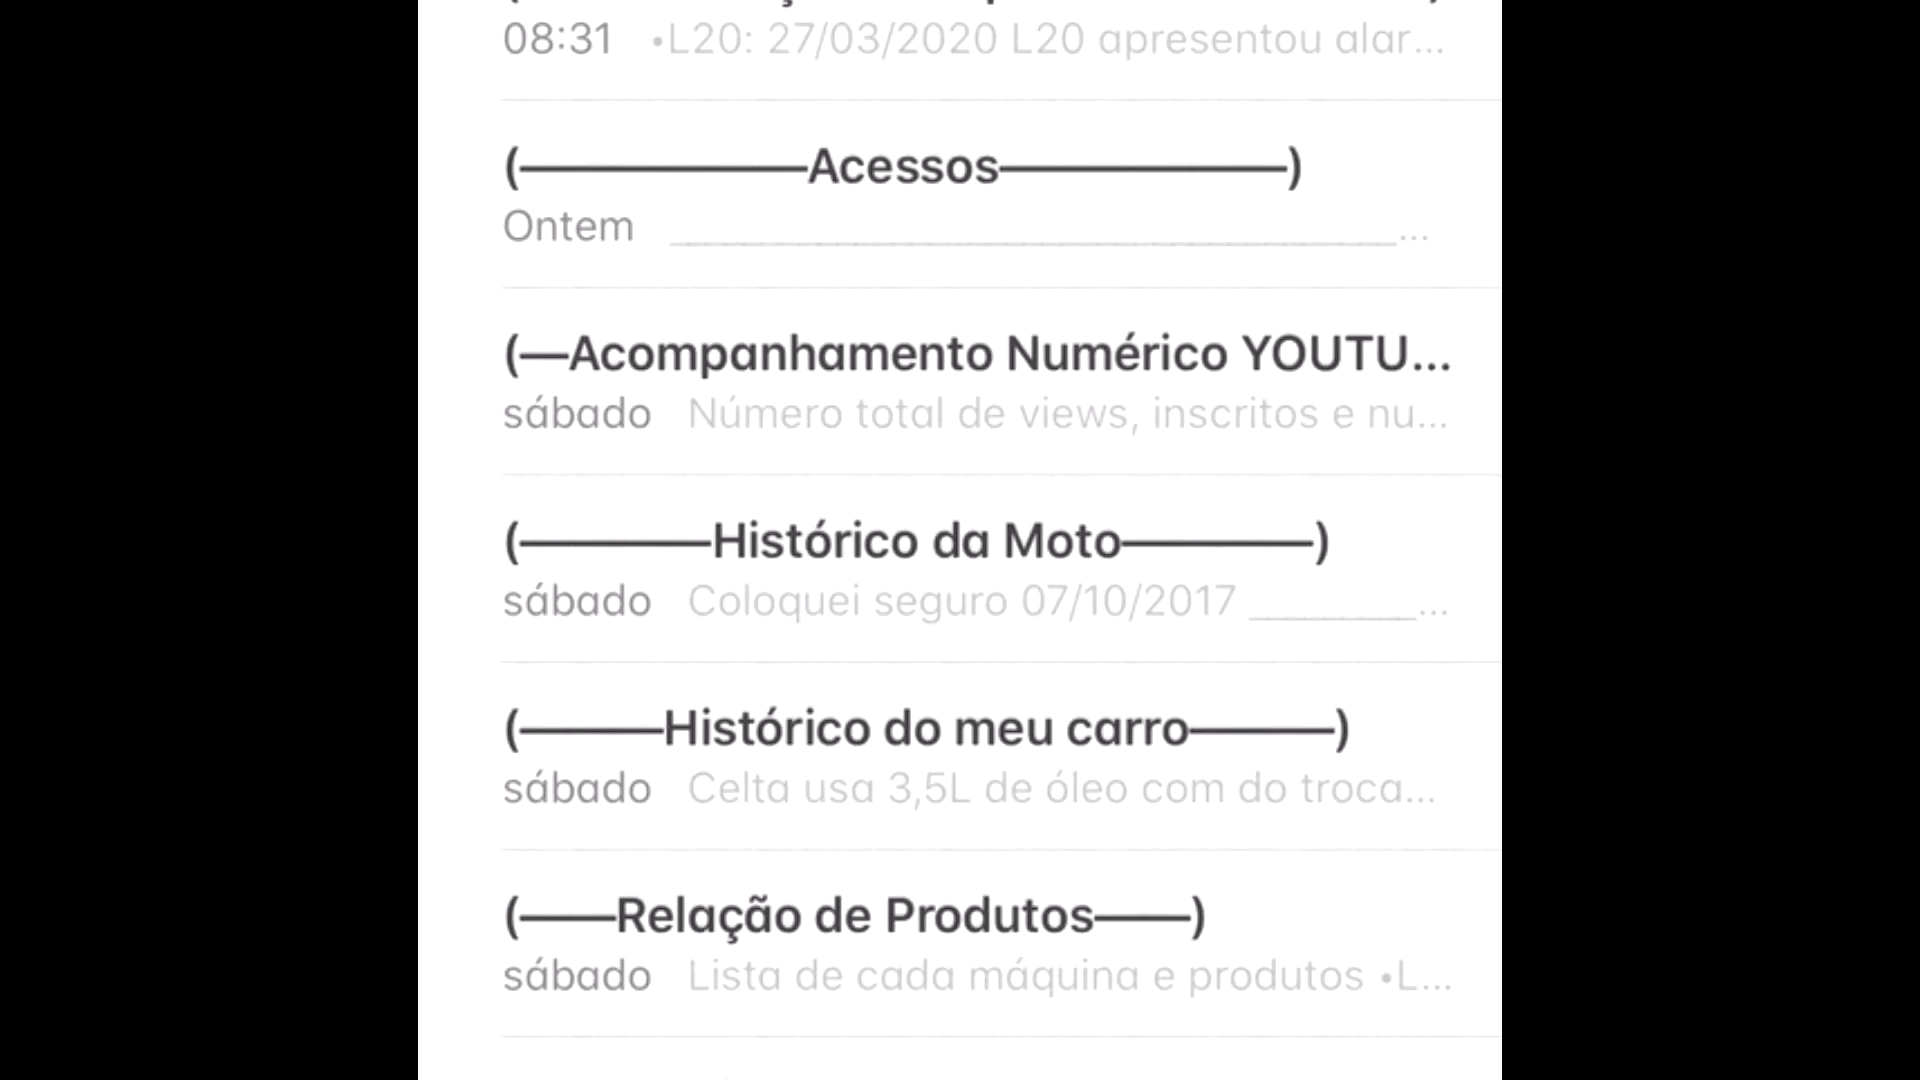 08:31 •L20: 27/03/2020 L20 apresentou alar...
(——————Acessos——————)
Ontem ______________________________...
(—Acompanhamento Numérico YOUTU...
sábado Número total de views, inscritos e nu...
(————Histórico da Moto————)
sábado Coloquei seguro 07/10/2017 _______...
(———Histórico do meu carro———)
sábado Celta usa 3,5L de óleo com do troca...
(——Relação de Produtos——)
sábado Lista de cada máquina e produtos •L...